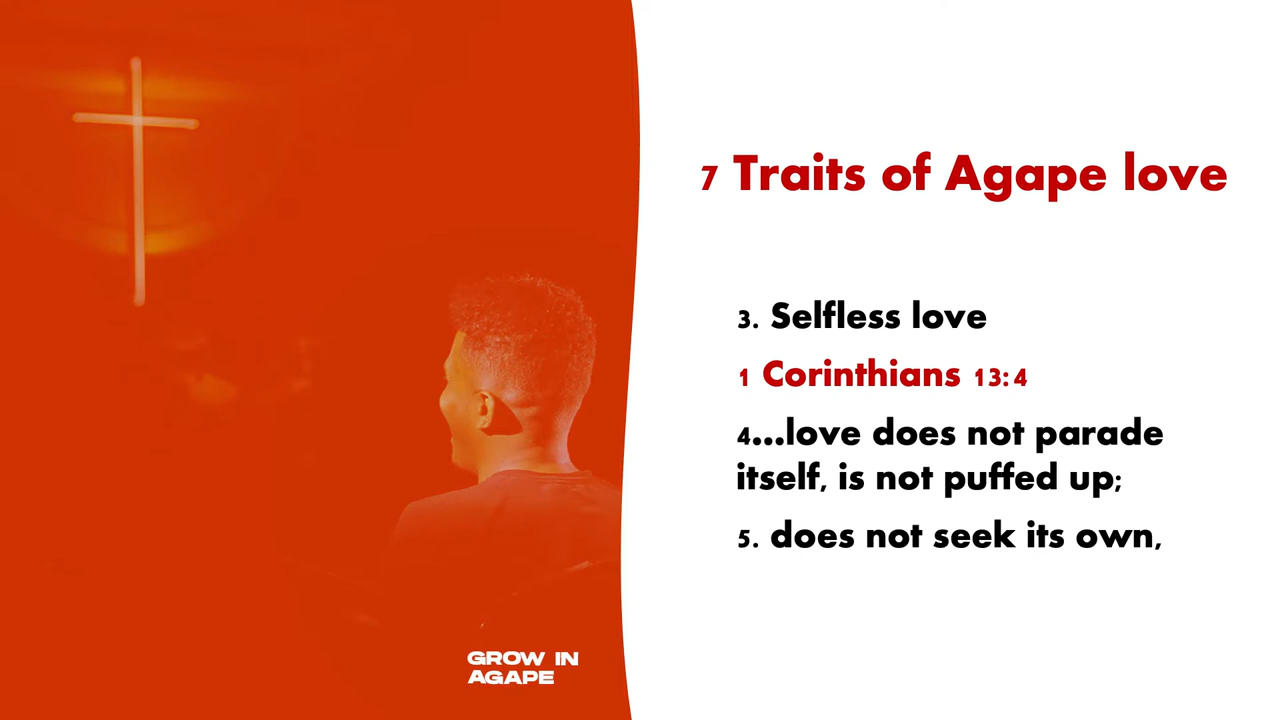 7 Traits of Agape love
3. Selfless love
1 Corinthians 13:4
4...love does not parade
itself, is not puffed up;
5. does not seek its own,
GROW IN
AGAPE